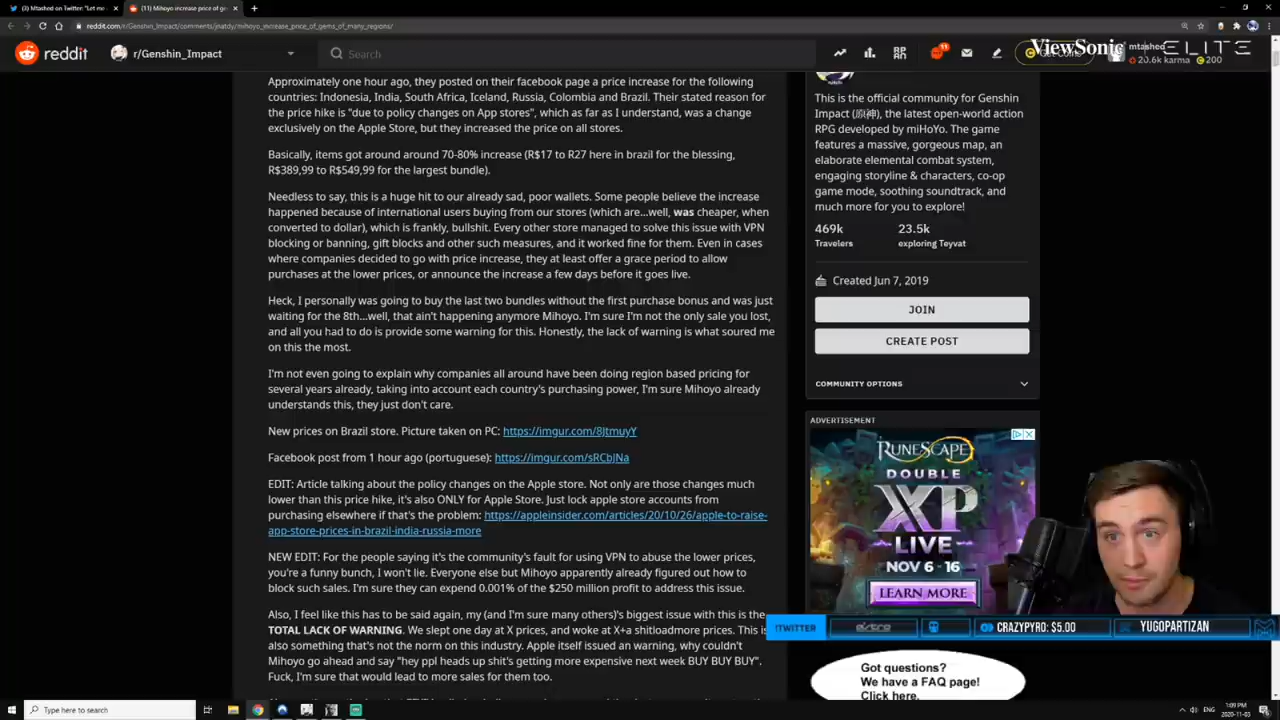 (3) Mtashed on Twitter: "Let me
(11) Mihoyo increase price of ge
reddit.com/r/Genshin_Impact/comments/jnatdy/mihoyo_increase_price_of_gems_of_many_regions/
reddit
r/Genshin_Impact
Search
ViewSonic
ELITE
mtashed
20.6k karma
200
Approximately one hour ago, they posted on their facebook page a price increase for the following
countries: Indonesia, India, South Africa, Iceland, Russia, Colombia and Brazil. Their stated reason for
the price hike is "due to policy changes on App stores", which as far as I understand, was a change
exclusively on the Apple Store, but they increased the price on all stores.
Basically, items got around around 70-80% increase (R$17 to R27 here in brazil for the blessing,
R$389,99 to R$549,99 for the largest bundle).
Needless to say, this is a huge hit to our already sad, poor wallets. Some people believe the increase
happened because of international users buying from our stores (which are...well, was cheaper, when
converted to dollar), which is frankly, bullshit. Every other store managed to solve this issue with VPN
blocking or banning, gift blocks and other such measures, and it worked fine for them. Even in cases
where companies decided to go with price increase, they at least offer a grace period to allow
purchases at the lower prices, or announce the increase a few days before it goes live.
Heck, I personally was going to buy the last two bundles without the first purchase bonus and was just
waiting for the 8th...well, that ain't happening anymore Mihoyo. I'm sure I'm not the only sale you lost,
and all you had to do is provide some warning for this. Honestly, the lack of warning is what soured me
on this the most.
I'm not even going to explain why companies all around have been doing region based pricing for
several years already, taking into account each country's purchasing power, I'm sure Mihoyo already
understands this, they just don't care.
New prices on Brazil store. Picture taken on PC: https://imgur.com/8JtmuyY
Facebook post from 1 hour ago (portuguese): https://imgur.com/sRCbJNa
EDIT: Article talking about the policy changes on the Apple store. Not only are those changes much
lower than this price hike, it's also ONLY for Apple Store. Just lock apple store accounts from
purchasing elsewhere if that's the problem: https://appleinsider.com/articles/20/10/26/apple-to-raise-
app-store-prices-in-brazil-india-russia-more
NEW EDIT: For the people saying it's the community's fault for using VPN to abuse the lower prices,
you're a funny bunch, I won't lie. Everyone else but Mihoyo apparently already figured out how to
block such sales. I'm sure they can expend 0.001% of the $250 million profit to address this issue.
Also, I feel like this has to be said again, my (and I'm sure many others)'s biggest issue with this is the
TOTAL LACK OF WARNING. We slept one day at X prices, and woke at X+a shitloadmore prices. This is
also something that's not the norm on this industry. Apple itself issued an warning, why couldn't
Mihoyo go ahead and say "hey ppl heads up shit's getting more expensive next week BUY BUY BUY".
Fuck, I'm sure that would lead to more sales for them too.
This is the official community for Genshin
Impact (原神), the latest open-world action
RPG developed by miHoYo. The game
features a massive, gorgeous map, an
elaborate elemental combat system,
engaging storyline & characters, co-op
game mode, soothing soundtrack, and
much more for you to explore!
469k
23.5k
Travelers
exploring Teyvat
Created Jun 7, 2019
JOIN
CREATE POST
COMMUNITY OPTIONS
ADVERTISEMENT
RUNESCAPE
DOUBLE
XP
LIVE
NOV 6 - 16
LEARN MORE
!TWITTER
CRAZYPYRO: $5.00
YUGOPARTIZAN
Got questions?
We have a FAQ page!
Click here.
Type here to search
ENG
1:09 PM
2020-11-03